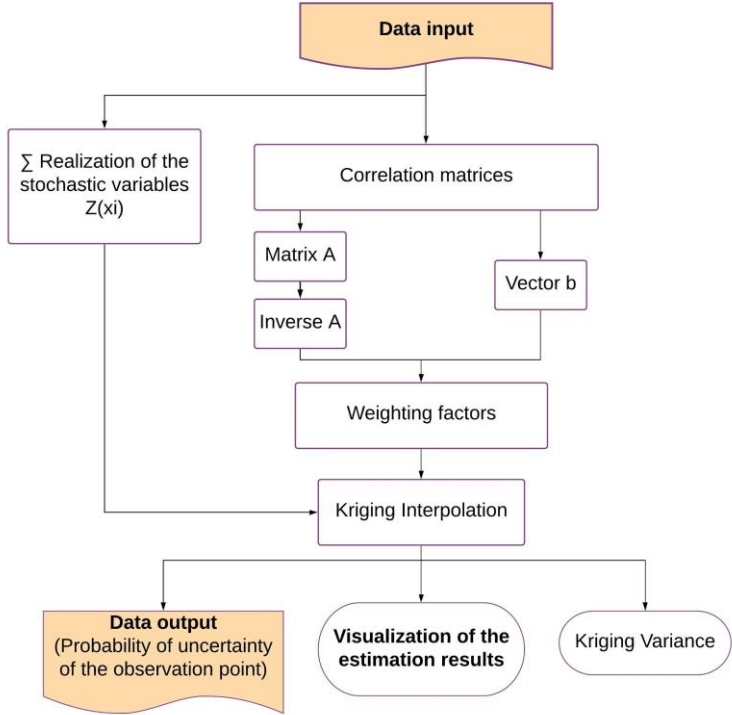 Data input
∑ Realization of the
stochastic variables
Z(xi)
Correlation matrices
Matrix A
Vector b
Inverse A
Weighting factors
Kriging Interpolation
Data output
(Probability of uncertainty
of the observation point)
Visualization of the
estimation results
Kriging Variance